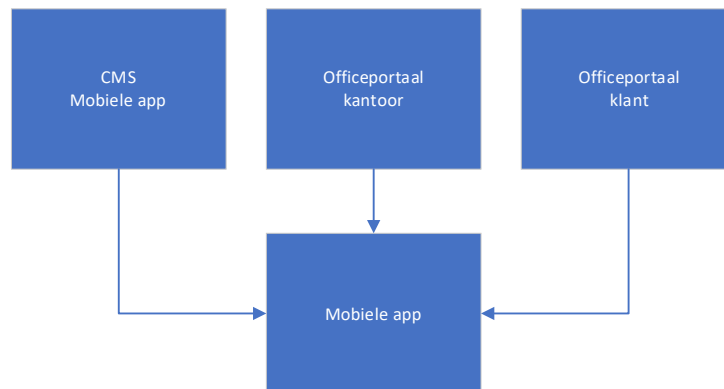 CMS
Mobiele app
Officeportaal
kantoor
Officeportaal
klant
Mobiele app